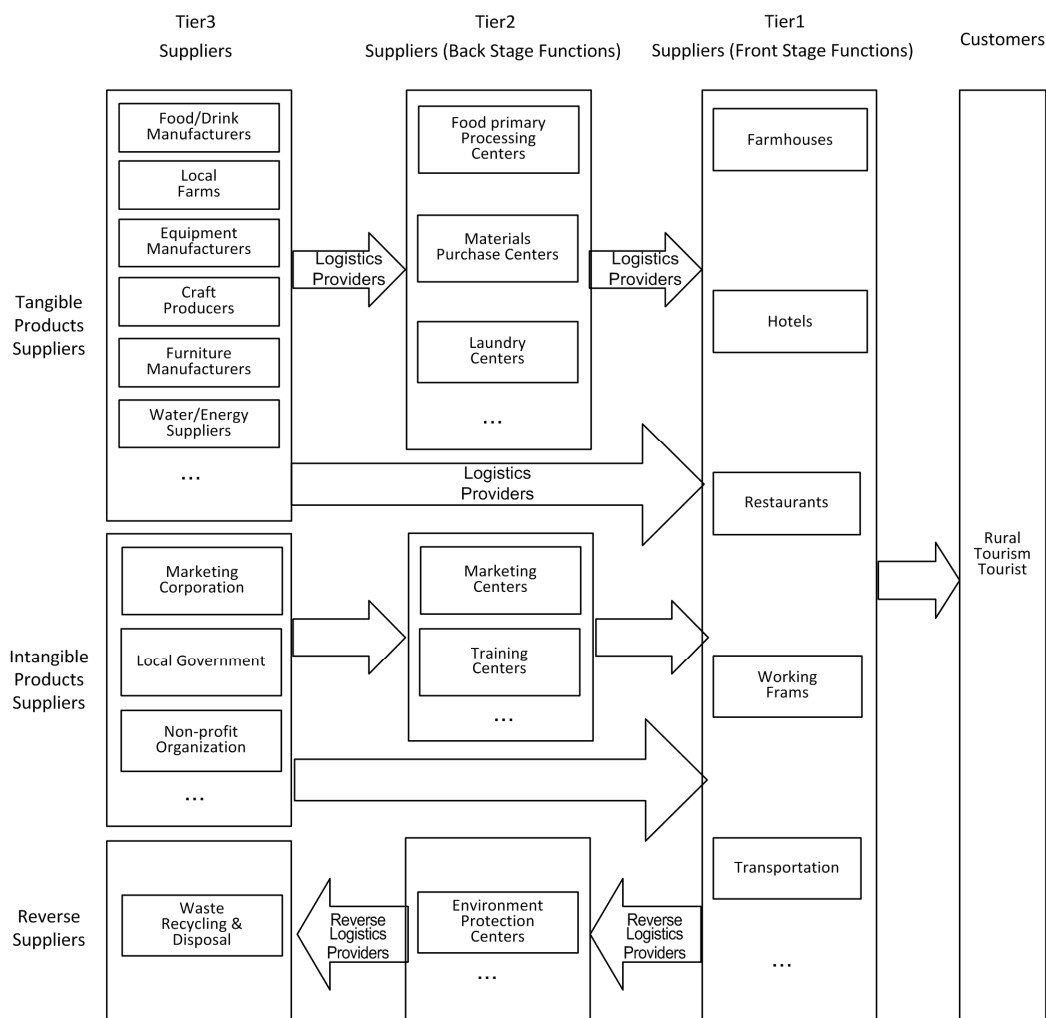 Tier3
Suppliers
Tier2
Suppliers (Back Stage Functions)
Tier1
Suppliers (Front Stage Functions)
Customers
Tangible
Products
Suppliers
Food/Drink
Manufacturers
Local
Farms
Equipment
Manufacturers
Craft
Producers
Furniture
Manufacturers
Water/Energy
Suppliers
...
Logistics
Providers
Food primary
Processing
Centers
Materials
Purchase Centers
Laundry
Centers
...
Logistics
Providers
Logistics
Providers
Farmhouses
Hotels
Restaurants
Working
Frams
Transportation
...
Rural
Tourism
Tourist
Intangible
Products
Suppliers
Marketing
Corporation
Local Government
Non-profit
Organization
...
Marketing
Centers
Training
Centers
...
Reverse
Suppliers
Waste
Recycling &
Disposal
Reverse
Logistics
Providers
Environment
Protection
Centers
...
Reverse
Logistics
Providers